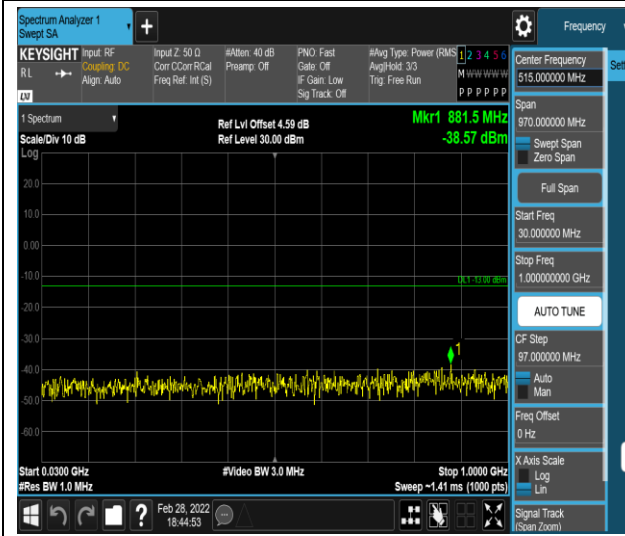 Spectrum Analyzer 1
Swept SA
Frequency
KEYSIGHT
RL
LXI
Input: RF
Coupling: DC
Align: Auto
Input Z: 50 Ω
Corr CCorr RCal
Freq Ref: Int (S)
#Atten: 40 dB
Preamp: Off
PNO: Fast
Gate: Off
IF Gain: Low
Sig Track: Off
#Avg Type: Power (RMS
Avg|Hold: 3/3
Trig: Free Run
1 2 3 4 5 6
M W W W W W
P P P P P P
1 Spectrum
Scale/Div 10 dB
Log
Ref Lvl Offset 4.59 dB
Ref Level 30.00 dBm
Mkr1 881.5 MHz
-38.57 dBm
20.0
10.0
0.00
-10.0
DL1 -13.00 dBm
-20.0
-30.0
1
-40.0
-50.0
-60.0
Start 0.0300 GHz
#Res BW 1.0 MHz
#Video BW 3.0 MHz
Stop 1.0000 GHz
Sweep ~1.41 ms (1000 pts)
?
Feb 28, 2022
18:44:53
Center Frequency
515.000000 MHz
Sett
Span
970.000000 MHz
Swept Span
Zero Span
Full Span
Start Freq
30.000000 MHz
Stop Freq
1.000000000 GHz
AUTO TUNE
CF Step
97.000000 MHz
Auto
Man
Freq Offset
0 Hz
X Axis Scale
Log
Lin
Signal Track
(Span Zoom)